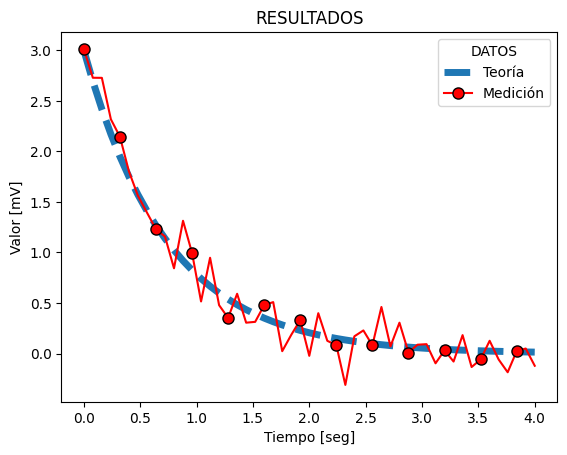 RESULTADOS
DATOS
Teoría
Medición
Valor [mV]
3.0
2.5
2.0
1.5
1.0
0.5
0.0
0.0 0.5 1.0 1.5 2.0 2.5 3.0 3.5 4.0
Tiempo [seg]